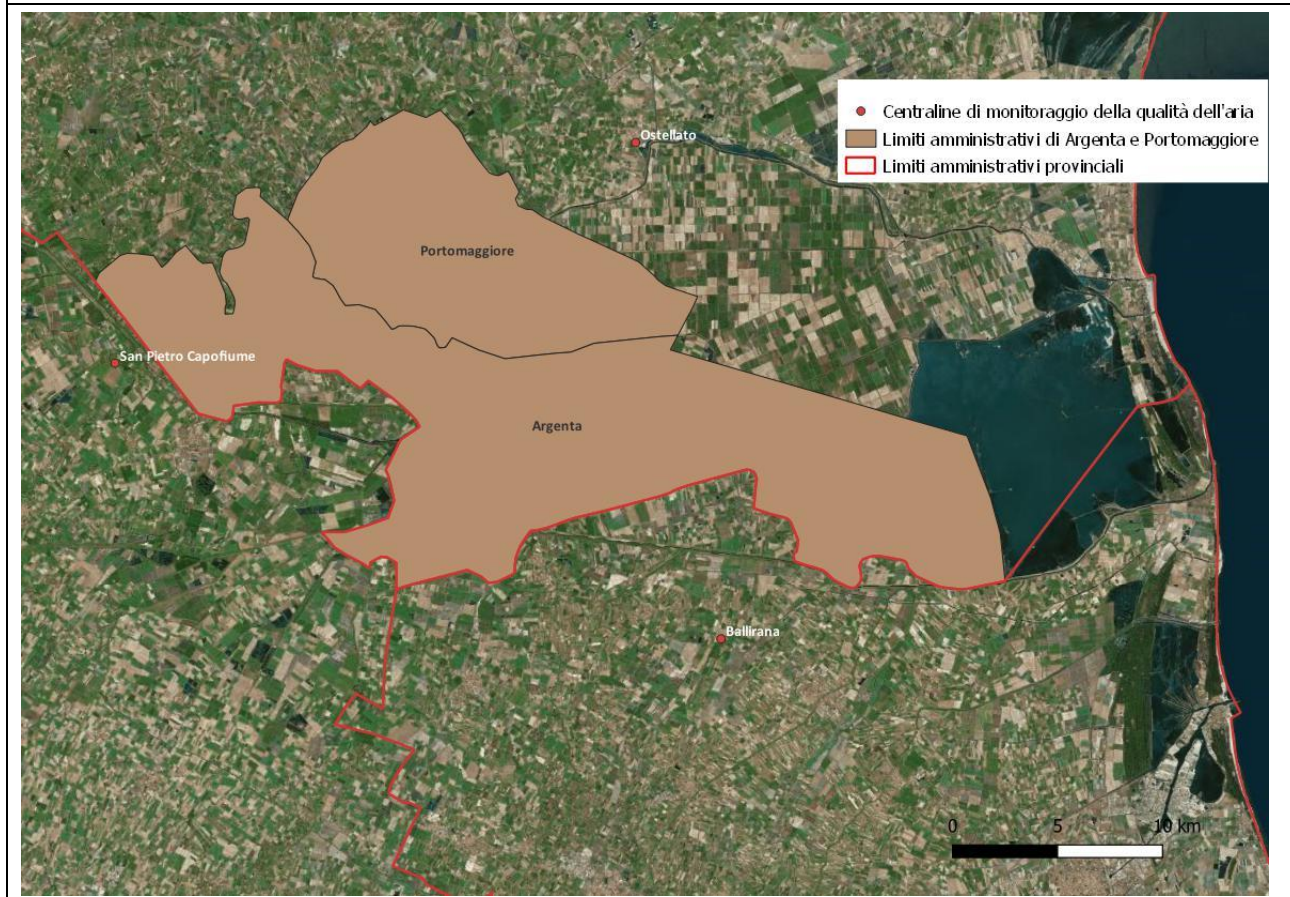 Centraline di monitoraggio della qualità dell'aria
Limiti amministrativi di Argenta e Portomaggiore
Limiti amministrativi provinciali
Ostellato
Portomaggiore
San Pietro Capofiume
Argenta
Ballirana
0 5 10 km